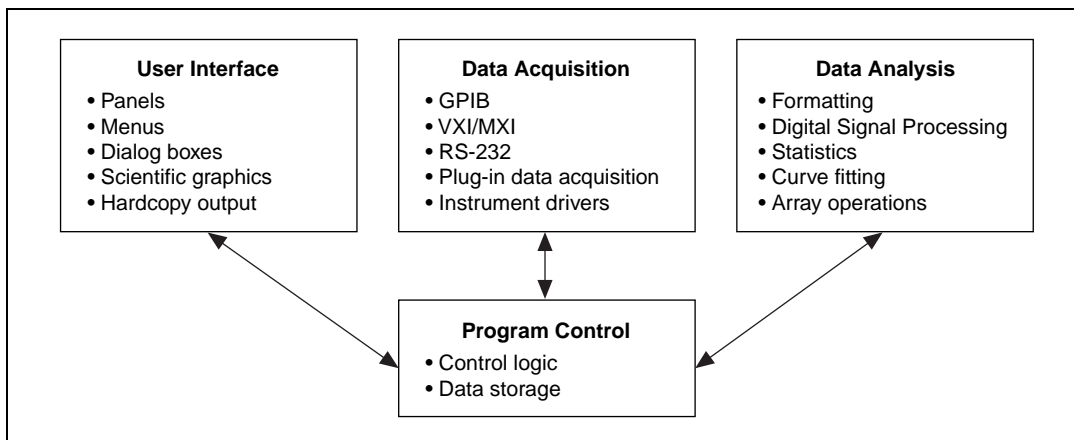 User Interface
• Panels
• Menus
• Dialog boxes
• Scientific graphics
• Hardcopy output
Data Acquisition
• GPIB
• VXI/MXI
• RS-232
• Plug-in data acquisition
• Instrument drivers
Data Analysis
• Formatting
• Digital Signal Processing
• Statistics
• Curve fitting
• Array operations
Program Control
• Control logic
• Data storage